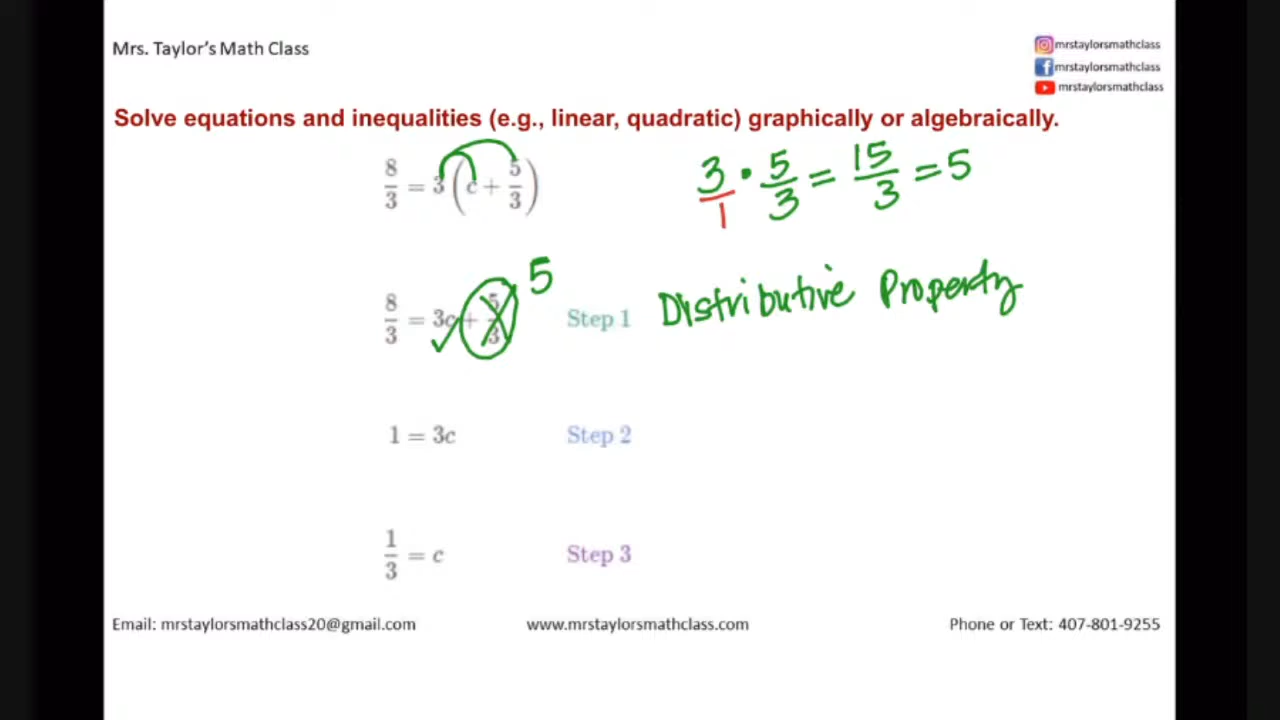 Mrs. Taylor's Math Class
mrstaylorsmathclass
mrstaylorsmathclass
mrstaylorsmathclass
Solve equations and inequalities (e.g., linear, quadratic) graphically or algebraically.
8/3 = 3(c + 5/3)
3/1 • 5/3 = 15/3 = 5
5
8/3 = 3c + 5/3 Step 1 Distributive Property
1 = 3c Step 2
1/3 = c Step 3
Email: mrstaylorsmathclass20@gmail.com www.mrstaylorsmathclass.com Phone or Text: 407-801-9255